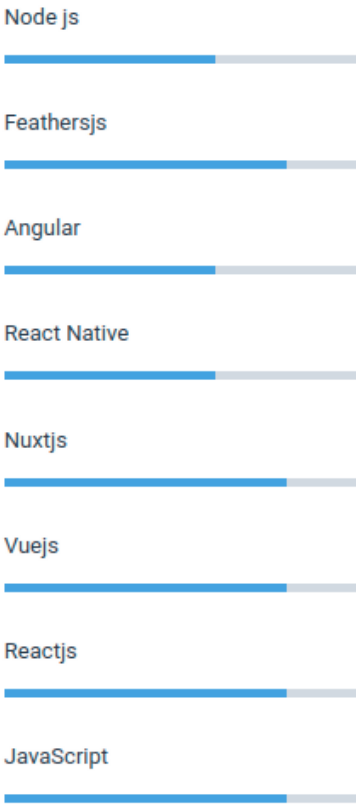 Node js
Feathersjs
Angular
React Native
Nuxtjs
Vuejs
Reactjs
JavaScript